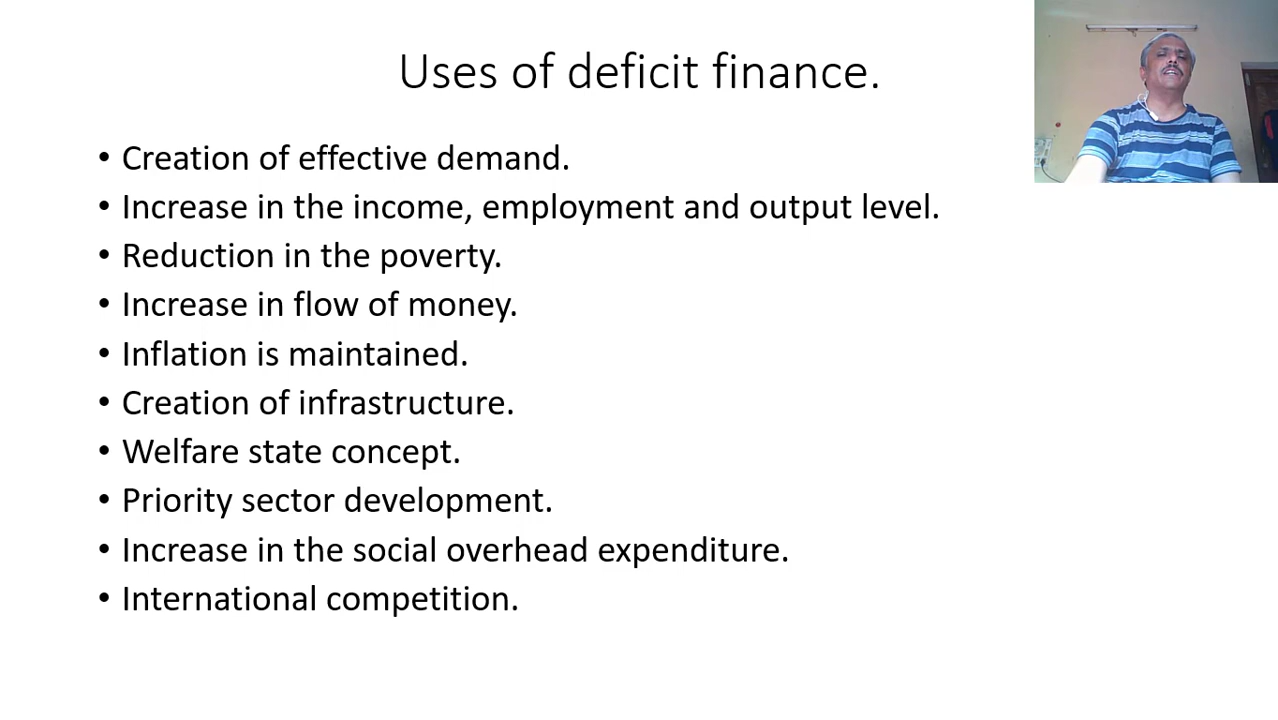 Uses of deficit finance.
• Creation of effective demand.
• Increase in the income, employment and output level.
• Reduction in the poverty.
• Increase in flow of money.
• Inflation is maintained.
• Creation of infrastructure.
• Welfare state concept.
• Priority sector development.
• Increase in the social overhead expenditure.
• International competition.